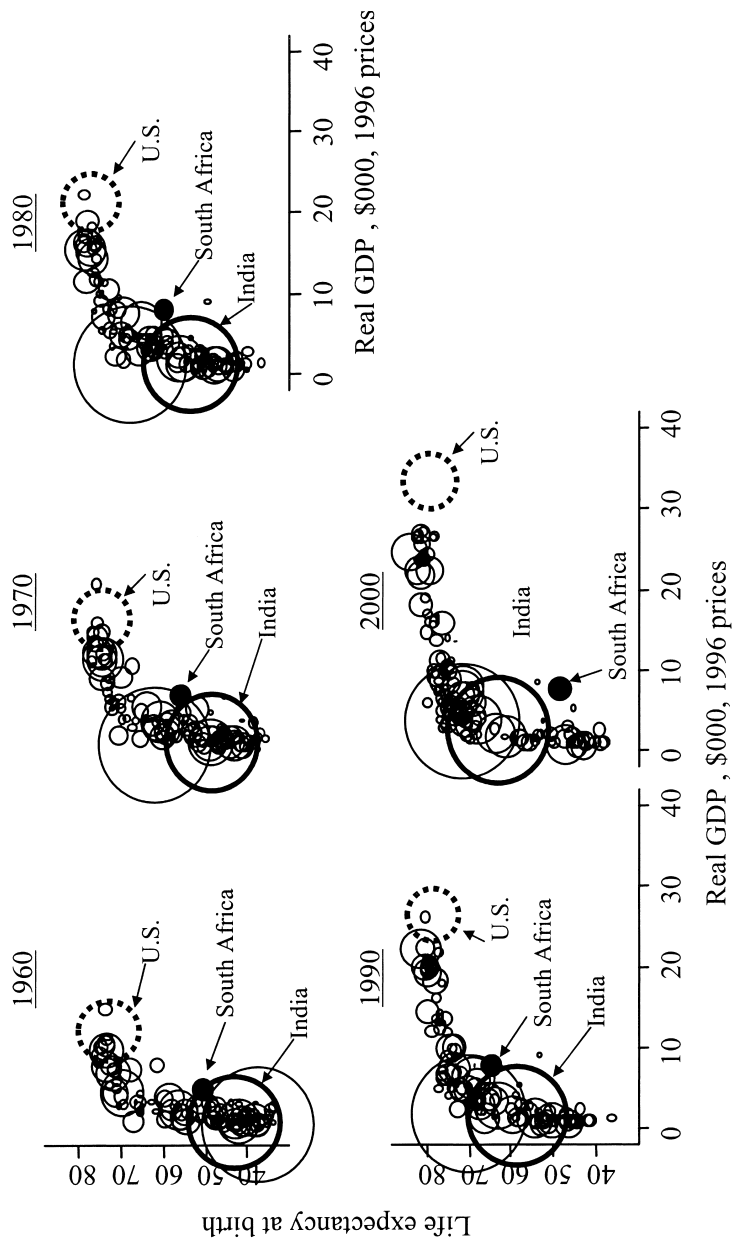 1960
1970
1980
80
70
60
50
40
U.S.
South Africa
India
U.S.
South Africa
India
U.S.
South Africa
India
0
10
20
30
40
Real GDP , $000, 1996 prices
1990
2000
80
70
60
50
40
U.S.
South Africa
India
U.S.
India
South Africa
0
10
20
30
40
0
10
20
30
40
Real GDP , $000, 1996 prices
Life expectancy at birth